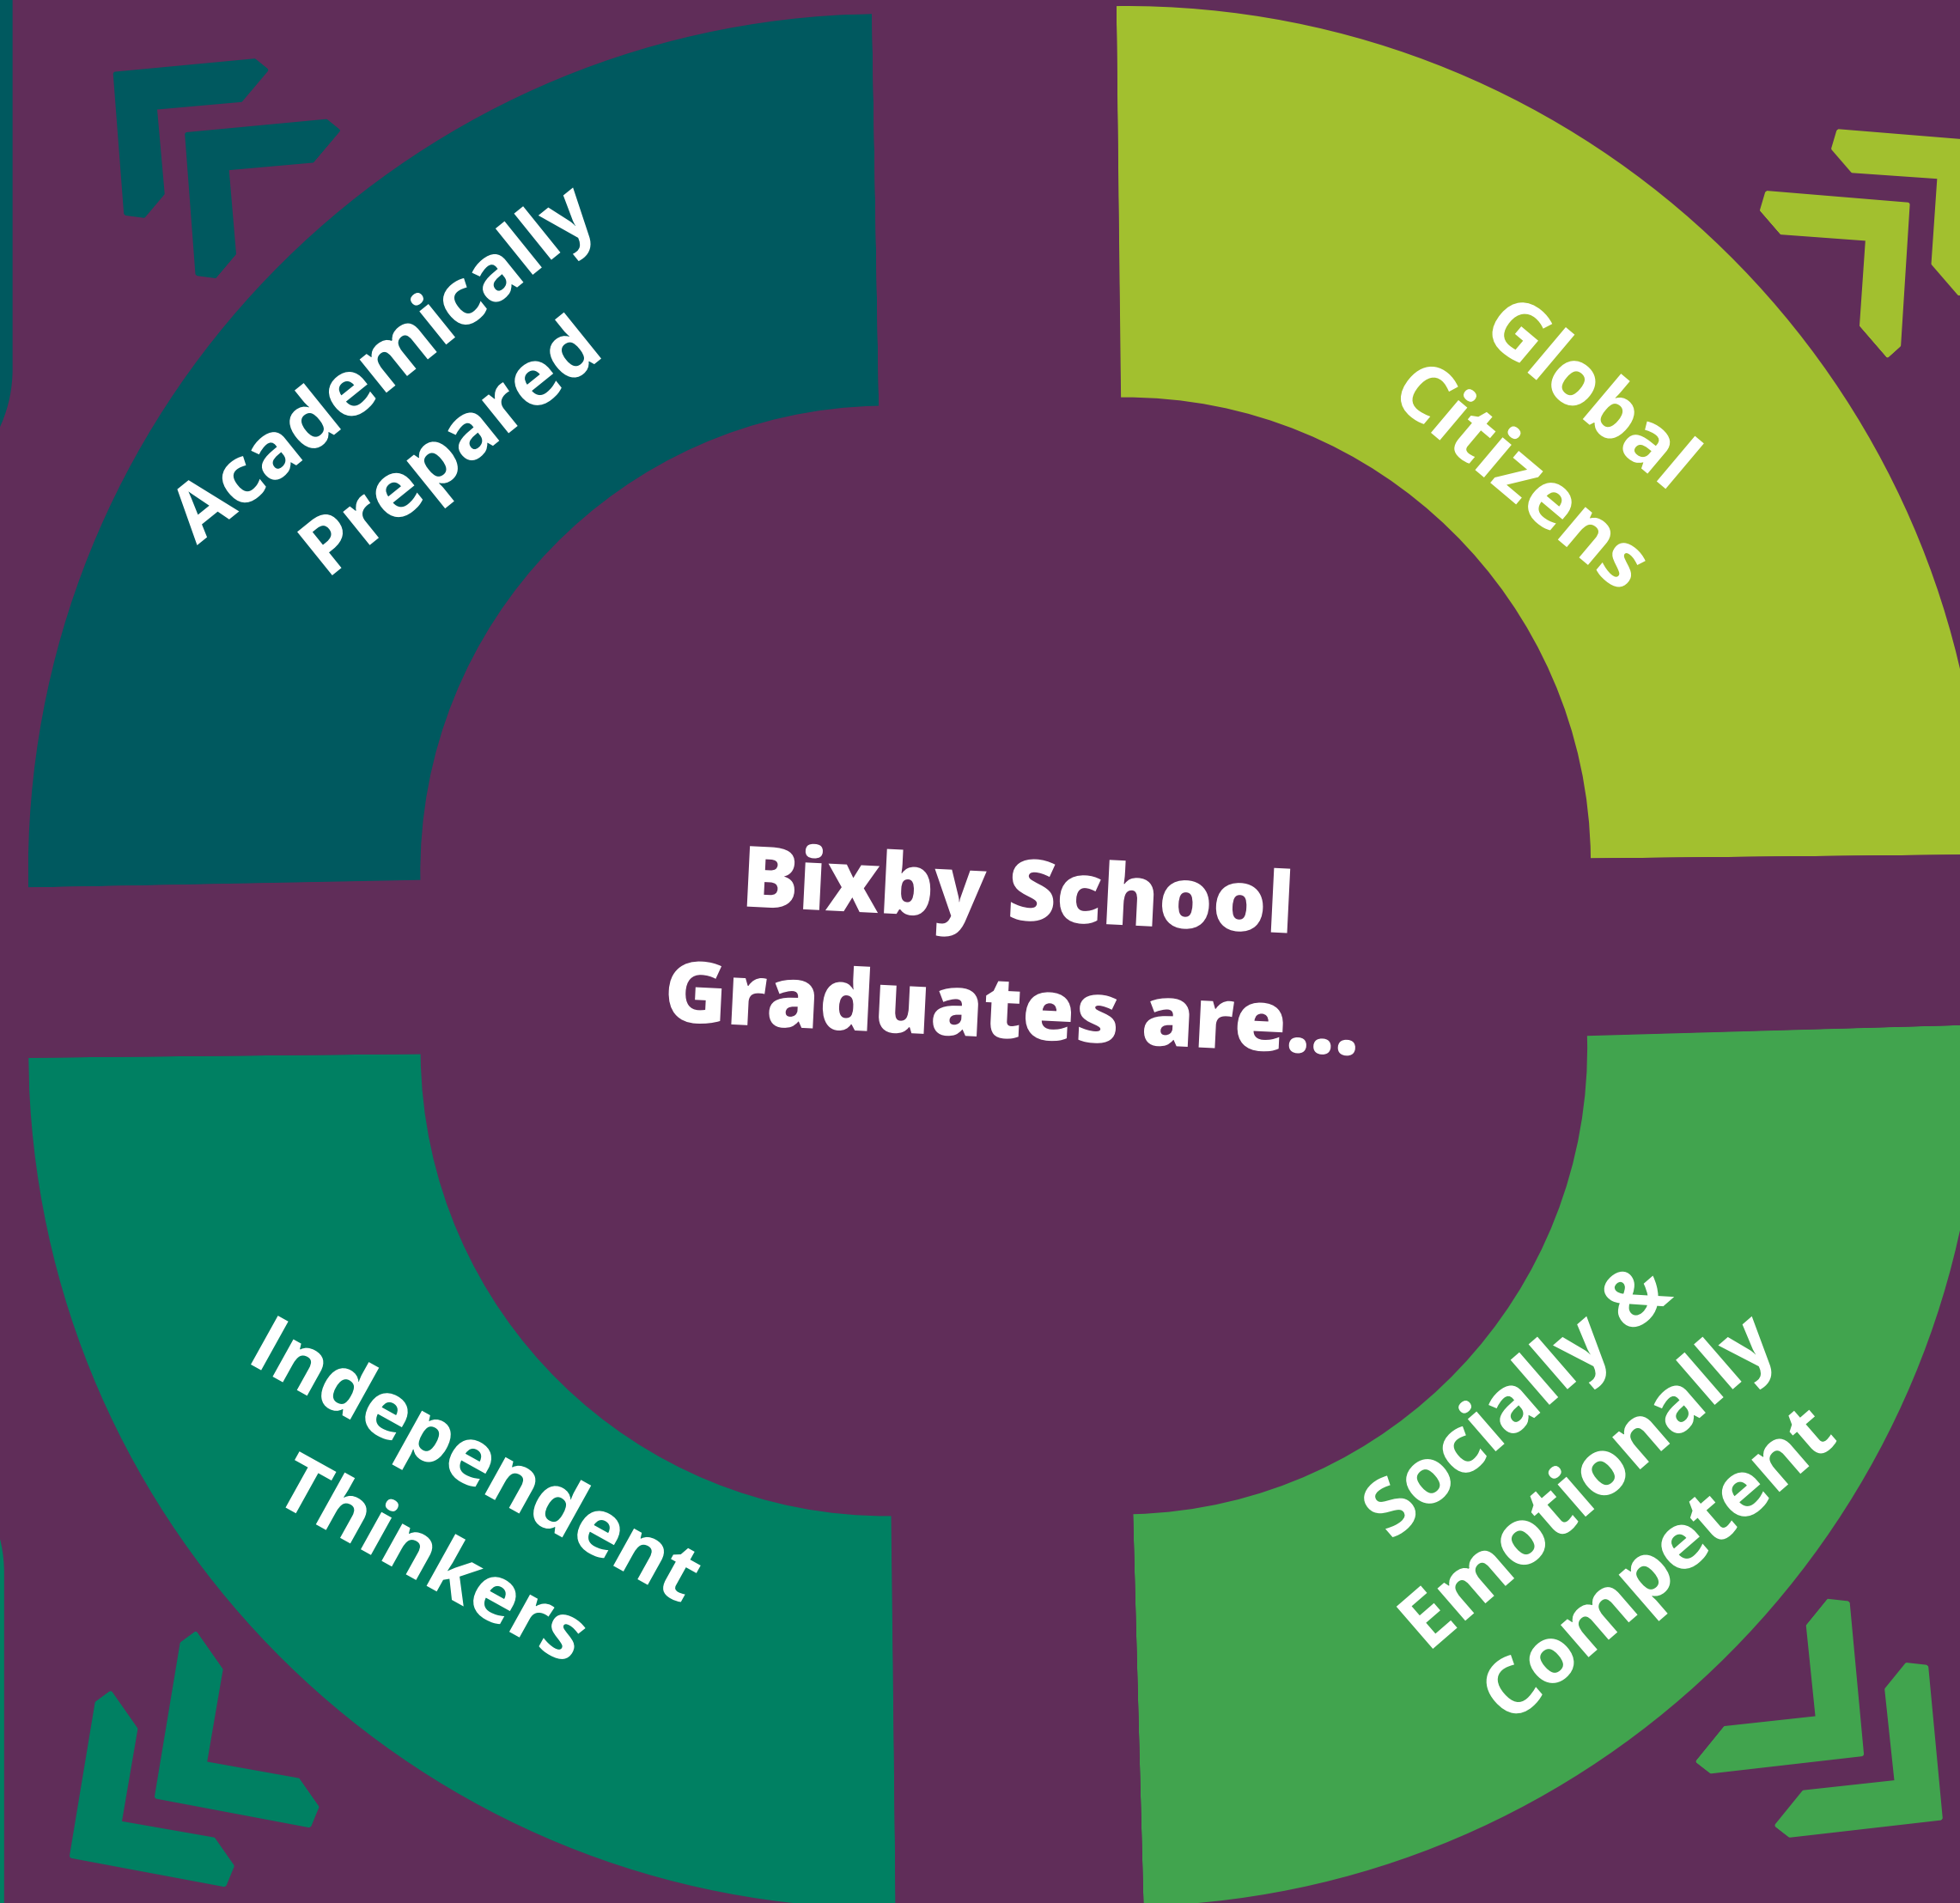 Academically
Prepared
Global
Citizens
Bixby School
Graduates are...
Independent
Thinkers
Socially &
Emotionally
Competent